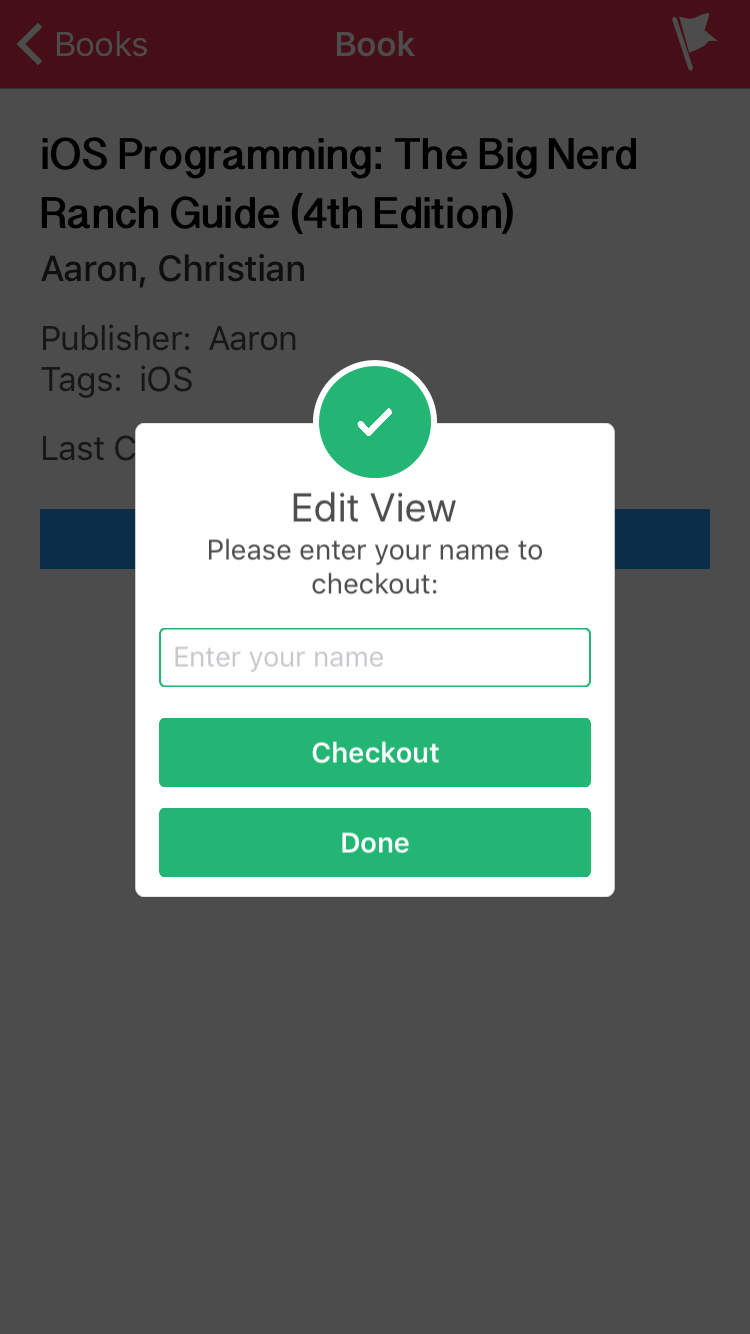 Books
Book
iOS Programming: The Big Nerd
Ranch Guide (4th Edition)
Aaron, Christian
Publisher: Aaron
Tags: iOS
Last C
Edit View
Please enter your name to
checkout:
Enter your name
Checkout
Done